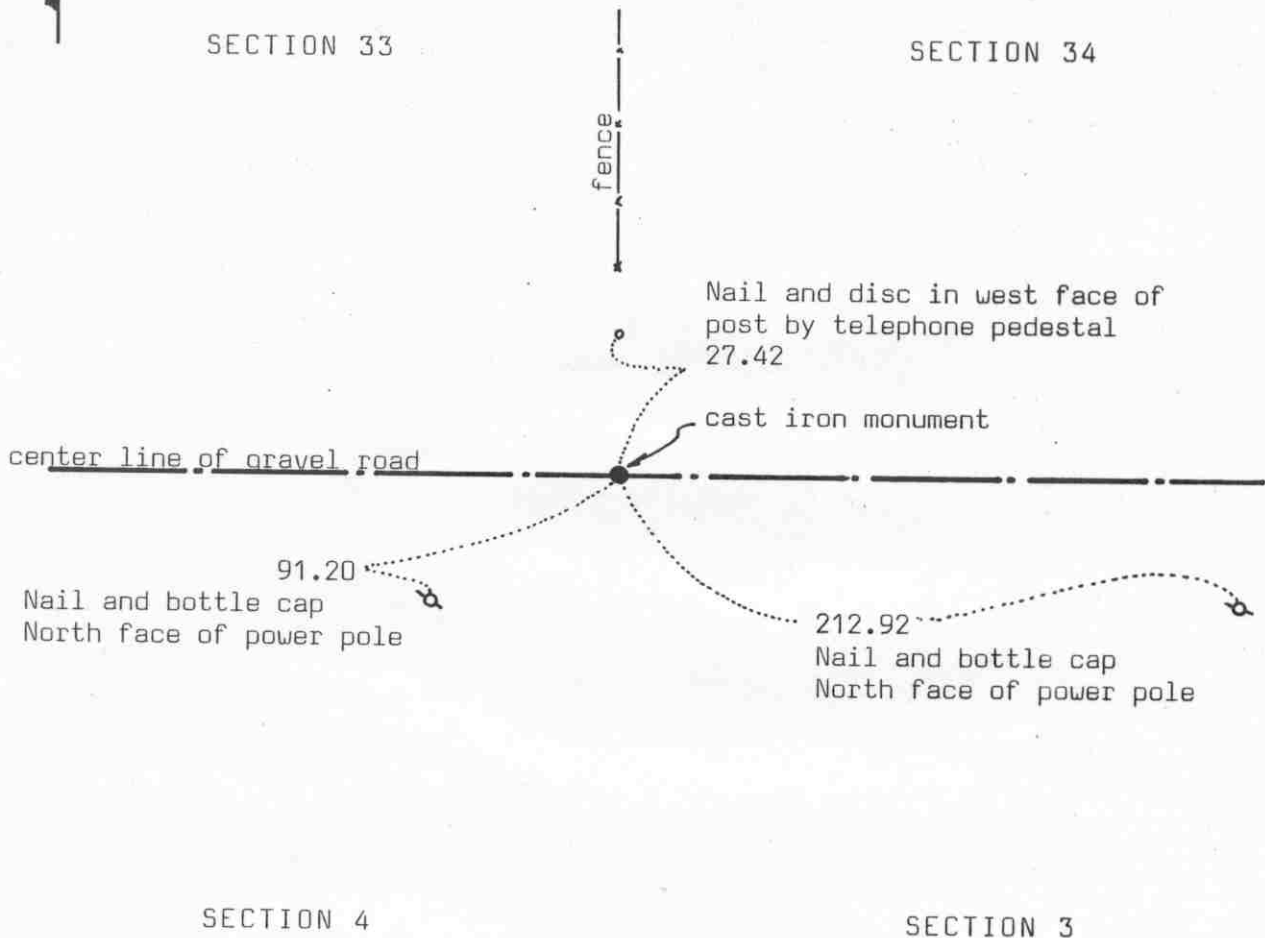 SECTION 33
SECTION 34
fence
Nail and disc in west face of
post by telephone pedestal
27.42
cast iron monument
center line of gravel road
91.20
Nail and bottle cap
North face of power pole
212.92
Nail and bottle cap
North face of power pole
SECTION 4
SECTION 3